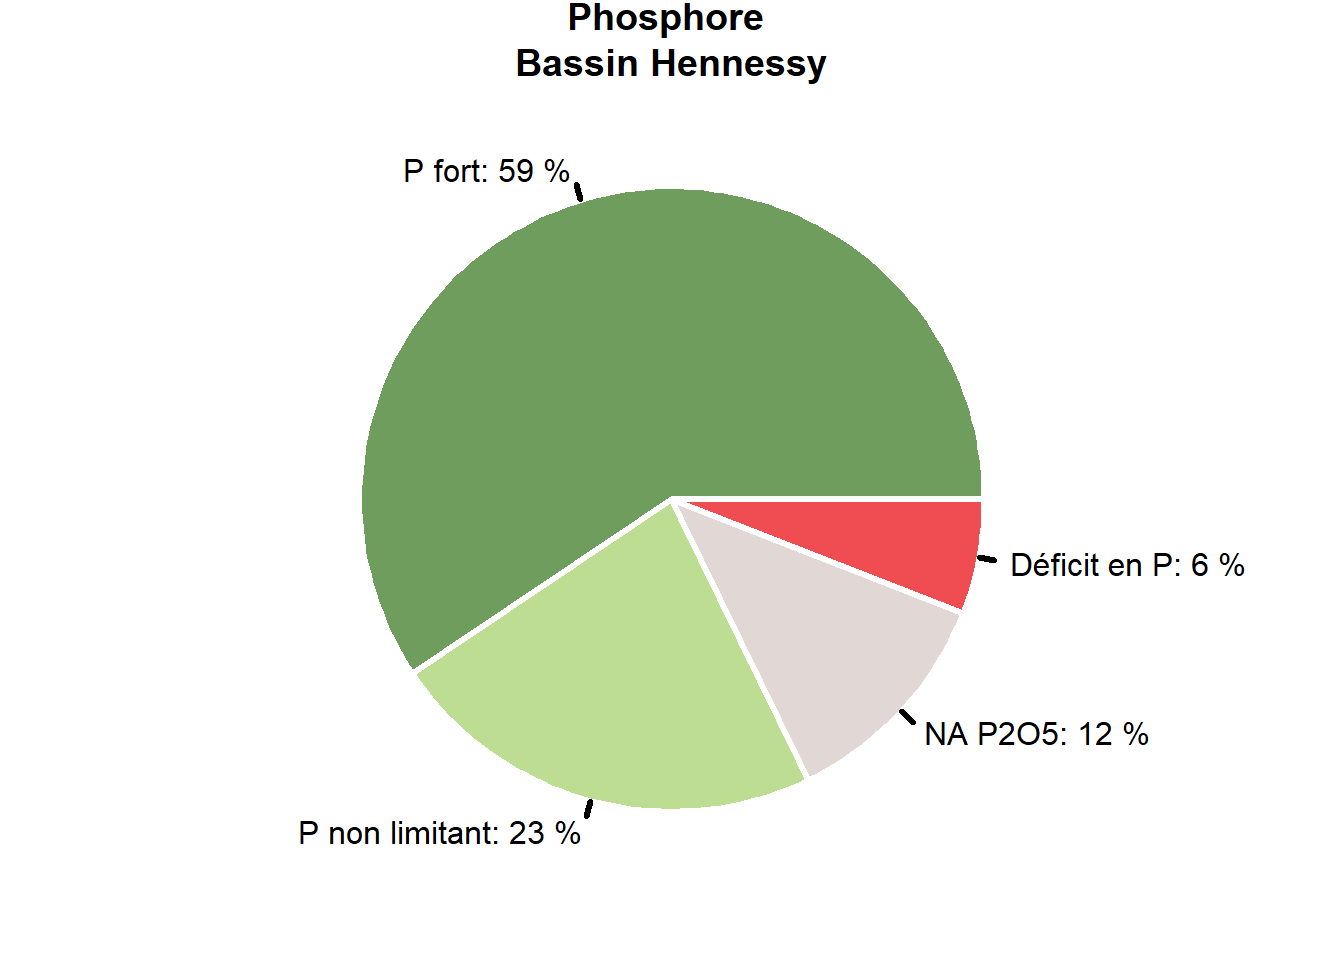 Phosphore
Bassin Hennessy
P fort: 59 %
Déficit en P: 6 %
NA P2O5: 12 %
P non limitant: 23 %